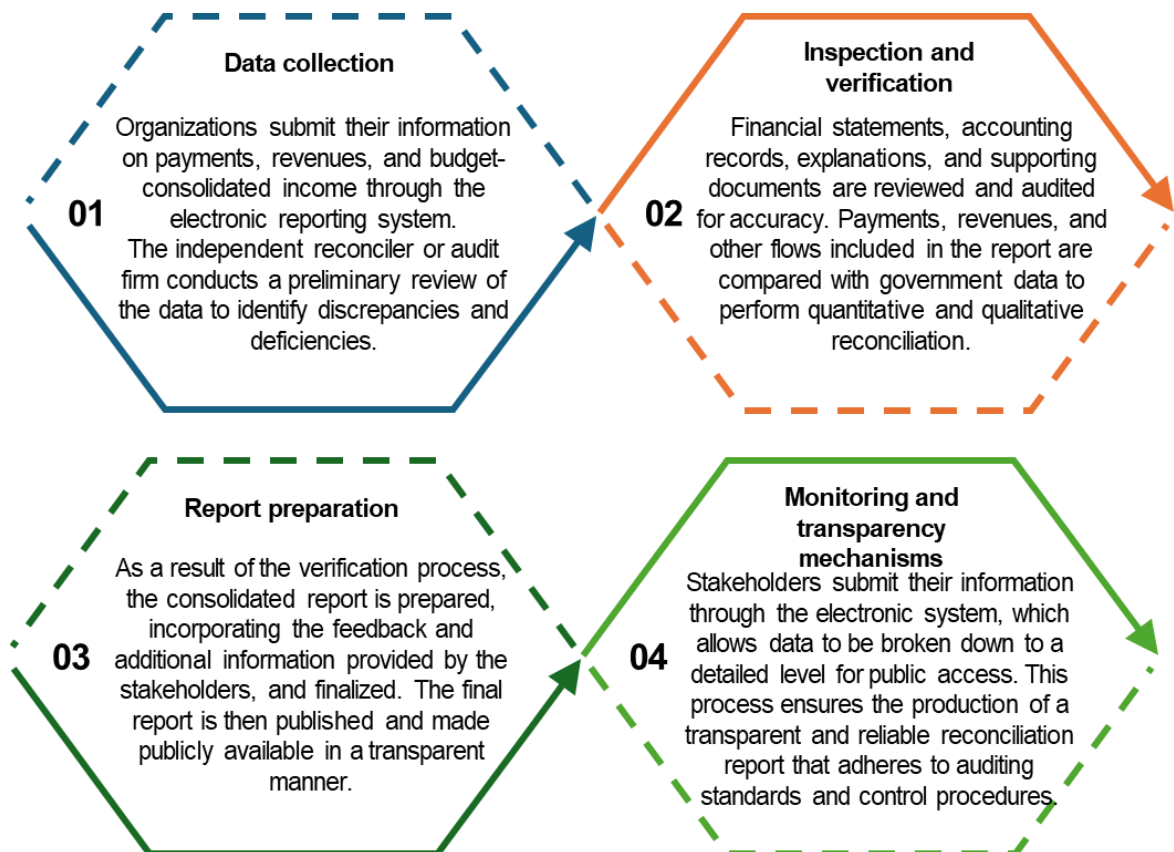 Data collection
01
Organizations submit their information
on payments, revenues, and budget-
consolidated income through the
electronic reporting system.
The independent reconciler or audit
firm conducts a preliminary review of
the data to identify discrepancies and
deficiencies.
Inspection and
verification
02
Financial statements, accounting
records, explanations, and supporting
documents are reviewed and audited
for accuracy. Payments, revenues, and
other flows included in the report are
compared with government data to
perform quantitative and qualitative
reconciliation.
Report preparation
03
As a result of the verification process,
the consolidated report is prepared,
incorporating the feedback and
additional information provided by the
stakeholders, and finalized. The final
report is then published and made
publicly available in a transparent
manner.
Monitoring and
transparency
mechanisms
04
Stakeholders submit their information
through the electronic system, which
allows data to be broken down to a
detailed level for public access. This
process ensures the production of a
transparent and reliable reconciliation
report that adheres to auditing
standards and control procedures.